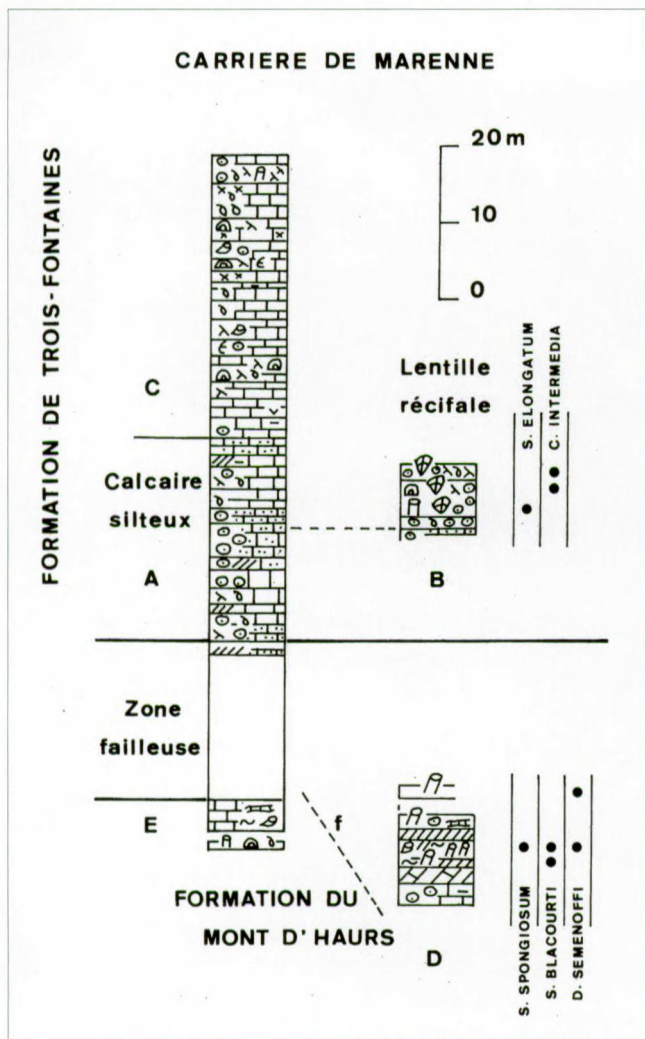 CARRIERE DE MARENNE
FORMATION DE TROIS-FONTAINES
20 m
10
0
C
Lentille
récifale
S. ELONGATUM
C. INTERMEDIA
Calcaire
silteux
A
B
Zone
failleuse
E
f
FORMATION DU
MONT D'HAURS
D
S. SPONGIOSUM
S. BLACOURTI
D. SEMENOFFI